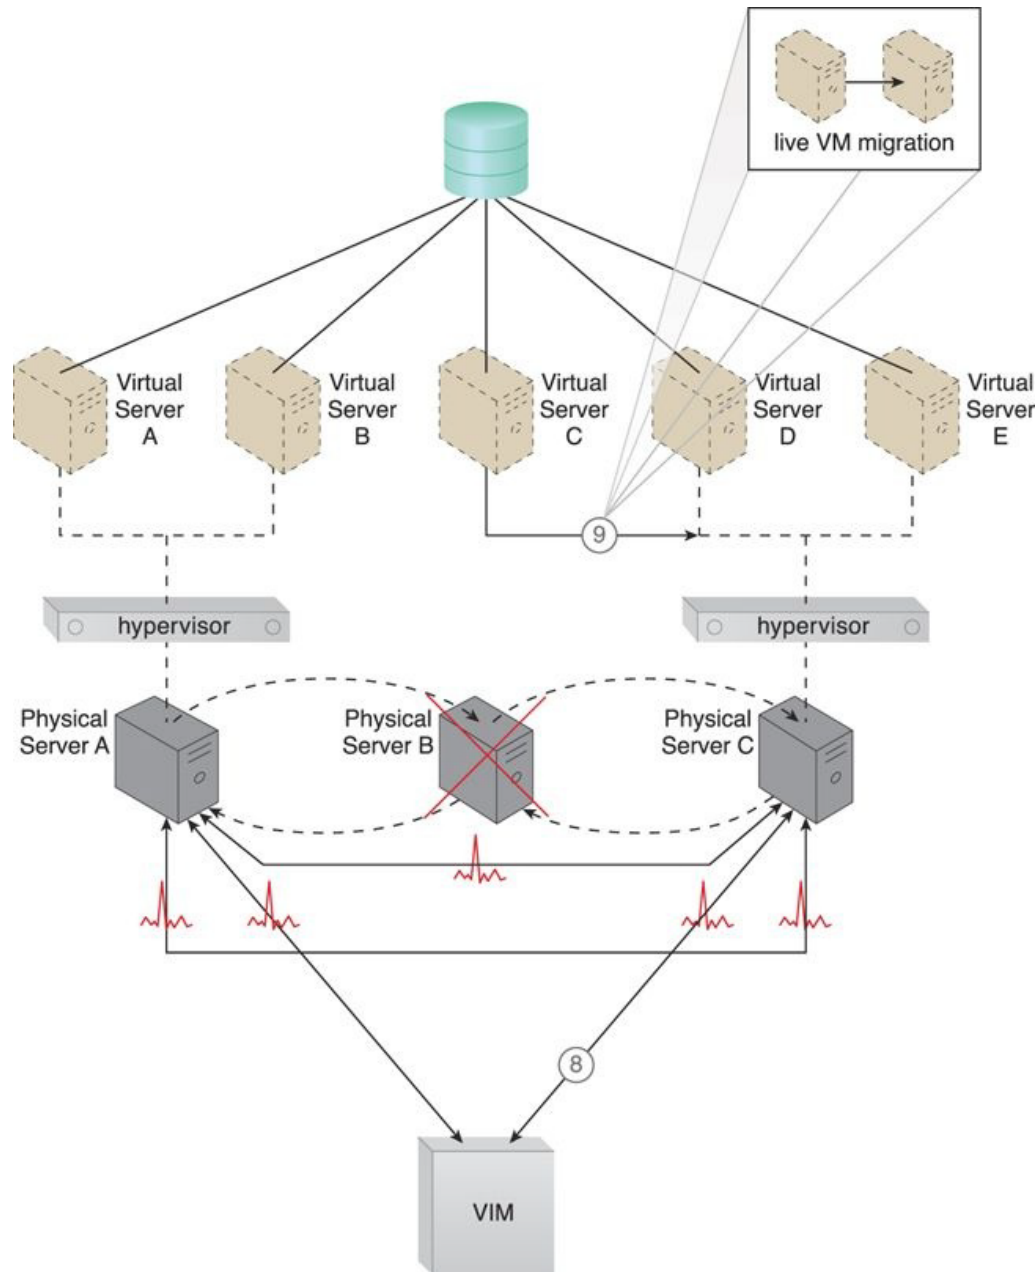 live VM migration
Virtual
Server
A
Virtual
Server
B
Virtual
Server
C
Virtual
Server
D
Virtual
Server
E
9
hypervisor
hypervisor
Physical
Server A
Physical
Server B
Physical
Server C
8
VIM